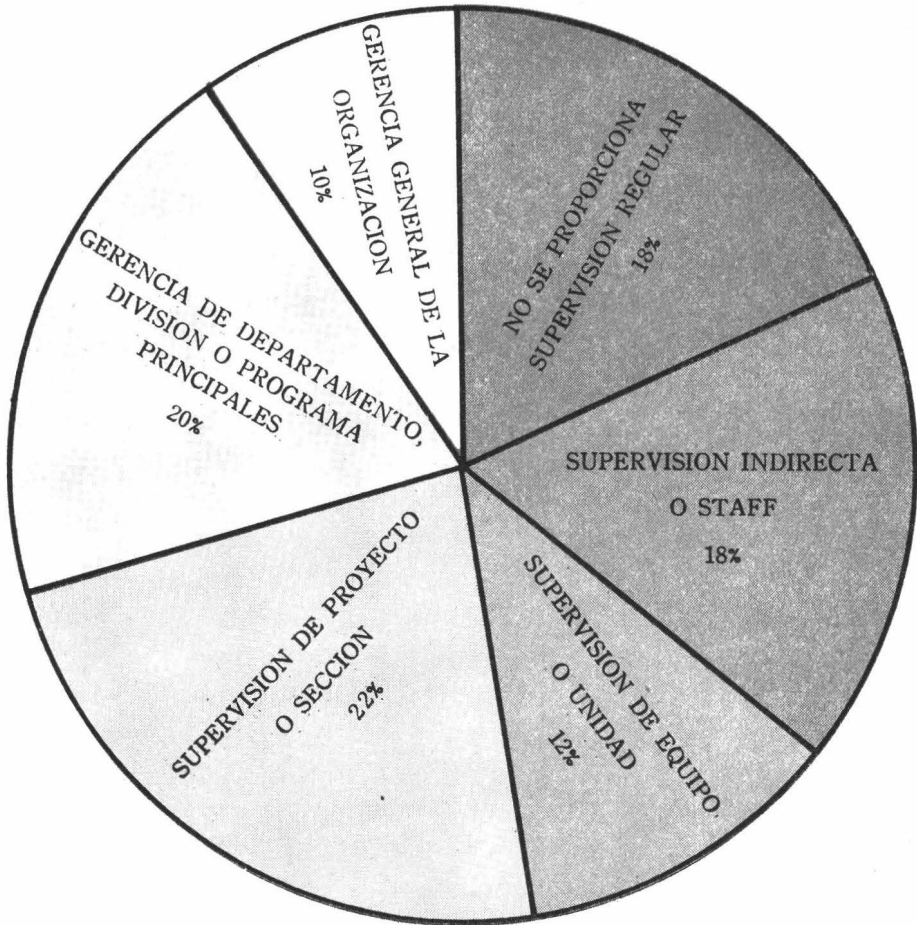 GERENCIA GENERAL DE LA
ORGANIZACION
10%
NO SE PROPORCIONA
SUPERVISION REGULAR
18%
SUPERVISION INDIRECTA
O STAFF
18%
SUPERVISION DE EQUIPO
O UNIDAD
12%
SUPERVISION DE PROYECTO
O SECCION
22%
GERENCIA DE DEPARTAMENTO,
DIVISION O PROGRAMA
PRINCIPALES
20%